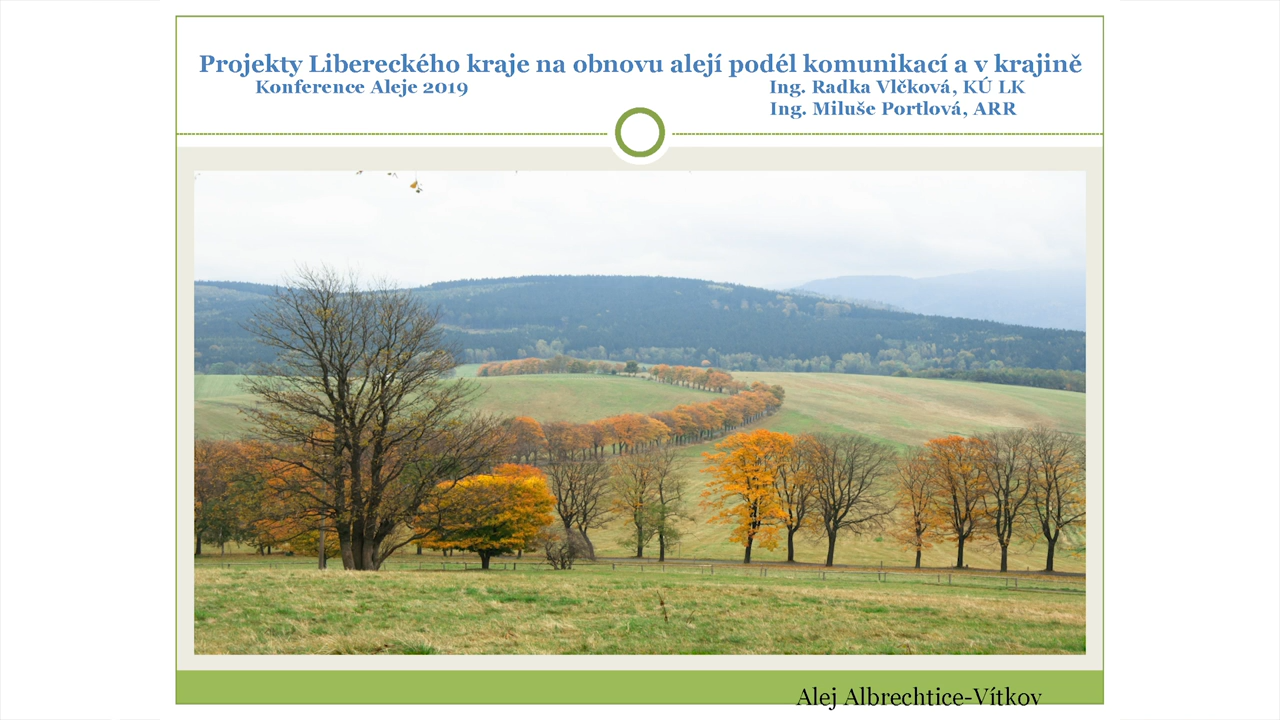 Projekty Libereckého kraje na obnovu alejí podél komunikací a v krajině
Konference Aleje 2019 Ing. Radka Vlčková, KÚ LK
Ing. Miluše Portlová, ARR
Alej Albrechtice-Vítkov